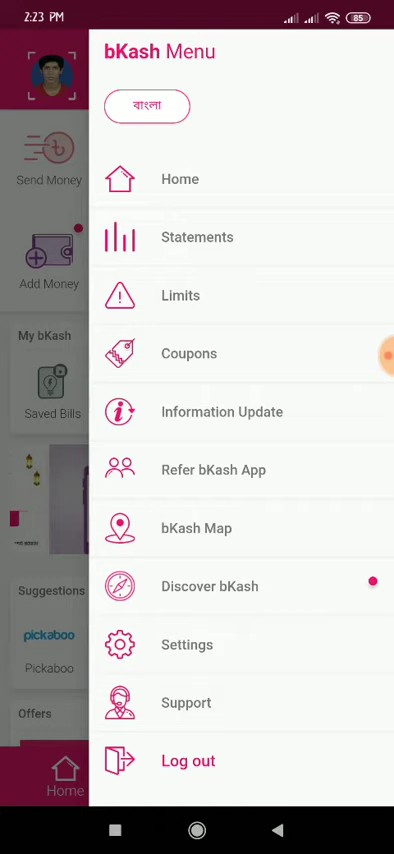 2:23 PM
85
bKash Menu
বাংলা
Send Money
Home
Statements
Add Money
Limits
My bKash
Coupons
Saved Bills
Information Update
Refer bKash App
bKash Map
Suggestions
Discover bKash
pickaboo
Pickaboo
Settings
Offers
Support
Log out
Home